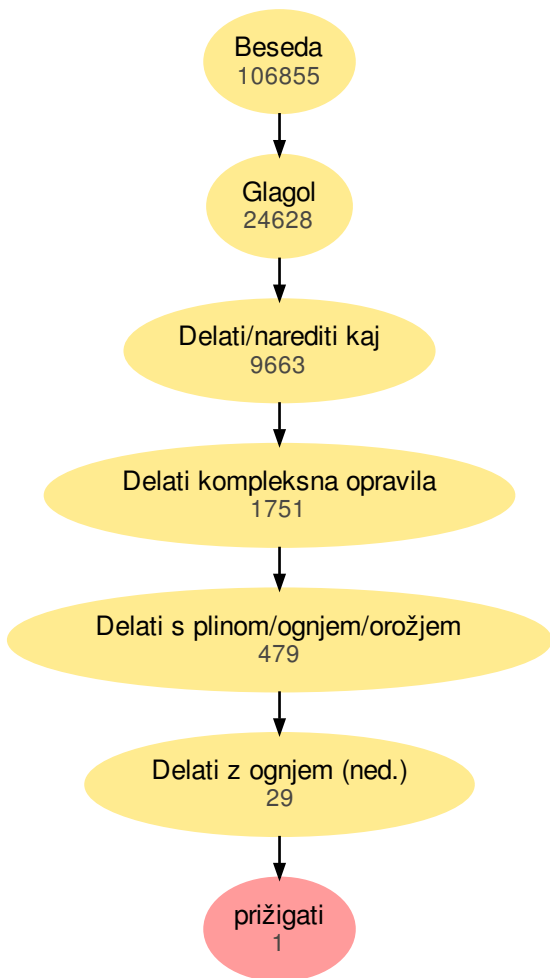 Beseda
106855
Glagol
24628
Delati/narediti kaj
9663
Delati kompleksna opravila
1751
Delati s plinom/ognjem/orožjem
479
Delati z ognjem (ned.)
29
prižigati
1